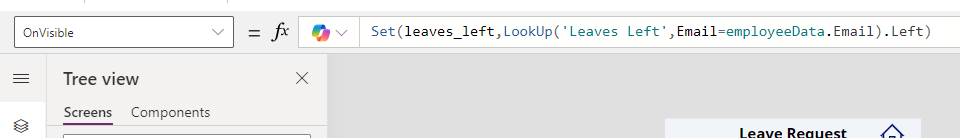 OnVisible = fx Set(leaves_left,LookUp('Leaves Left',Email=employeeData.Email).Left)
Tree view
Screens Components
Leave Request